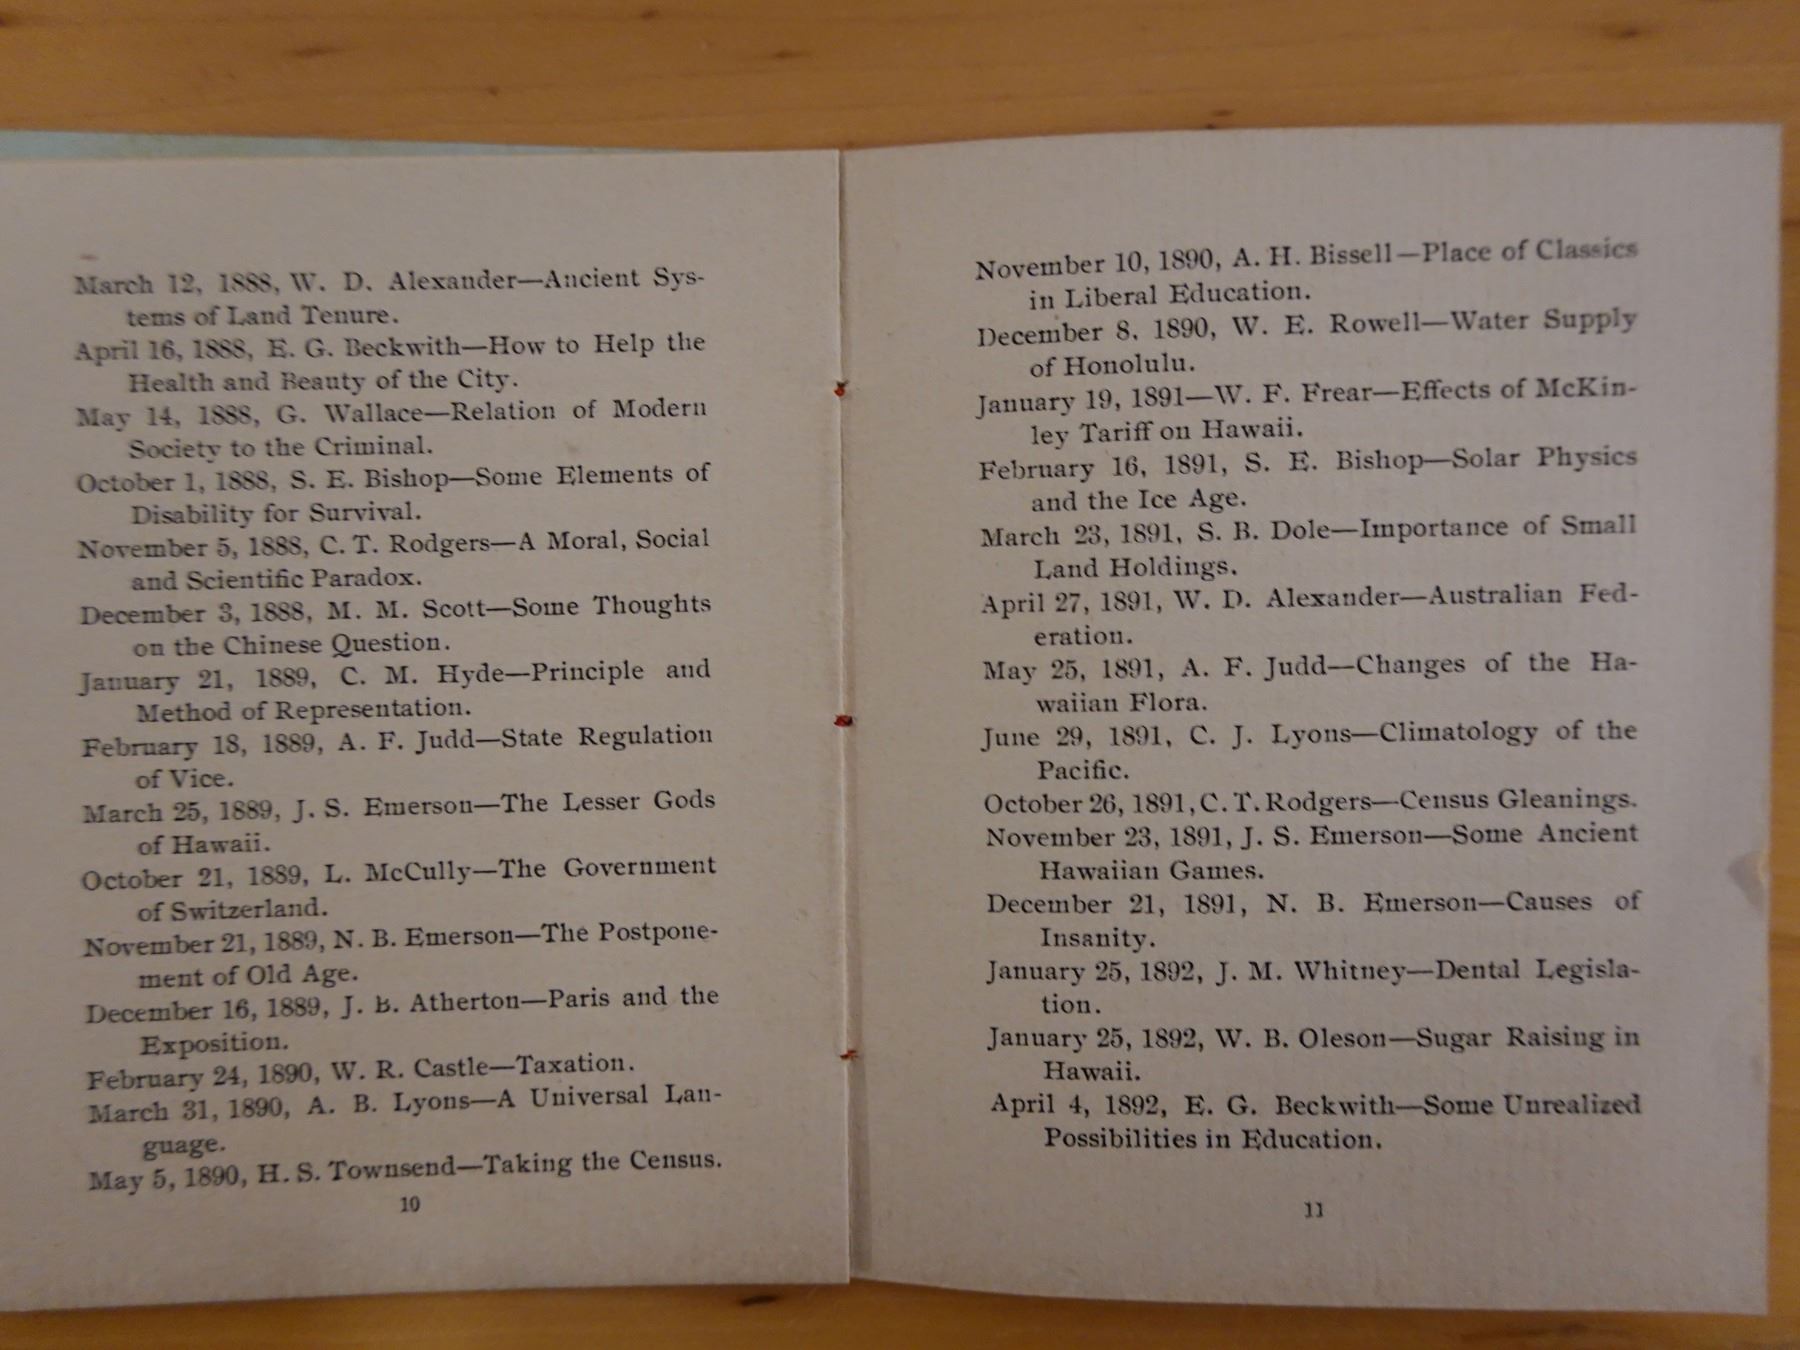 March 12, 1888, W. D. Alexander—Ancient Sys-
tems of Land Tenure.
April 16, 1888, E. G. Beckwith—How to Help the
Health and Beauty of the City.
May 14, 1888, G. Wallace—Relation of Modern
Society to the Criminal.
October 1, 1888, S. E. Bishop—Some Elements of
Disability for Survival.
November 5, 1888, C. T. Rodgers—A Moral, Social
and Scientific Paradox.
December 3, 1888, M. M. Scott—Some Thoughts
on the Chinese Question.
January 21, 1889, C. M. Hyde—Principle and
Method of Representation.
February 18, 1889, A. F. Judd—State Regulation
of Vice.
March 25, 1889, J. S. Emerson—The Lesser Gods
of Hawaii.
October 21, 1889, L. McCully—The Government
of Switzerland.
November 21, 1889, N. B. Emerson—The Postpone-
ment of Old Age.
December 16, 1889, J. B. Atherton—Paris and the
Exposition.
February 24, 1890, W. R. Castle—Taxation.
March 31, 1890, A. B. Lyons—A Universal Lan-
guage.
May 5, 1890, H. S. Townsend—Taking the Census.
10
November 10, 1890, A. H. Bissell—Place of Classics
in Liberal Education.
December 8. 1890, W. E. Rowell—Water Supply
of Honolulu.
January 19, 1891—W. F. Frear—Effects of McKin-
ley Tariff on Hawaii.
February 16, 1891, S. E. Bishop—Solar Physics
and the Ice Age.
March 23, 1891, S. B. Dole—Importance of Small
Land Holdings.
April 27, 1891, W. D. Alexander—Australian Fed-
eration.
May 25, 1891, A. F. Judd—Changes of the Ha-
waiian Flora.
June 29, 1891, C. J. Lyons—Climatology of the
Pacific.
October 26, 1891, C. T. Rodgers—Census Gleanings.
November 23, 1891, J. S. Emerson—Some Ancient
Hawaiian Games.
December 21, 1891, N. B. Emerson—Causes of
Insanity.
January 25, 1892, J. M. Whitney—Dental Legisla-
tion.
January 25, 1892, W. B. Oleson—Sugar Raising in
Hawaii.
April 4, 1892, E. G. Beckwith—Some Unrealized
Possibilities in Education.
11